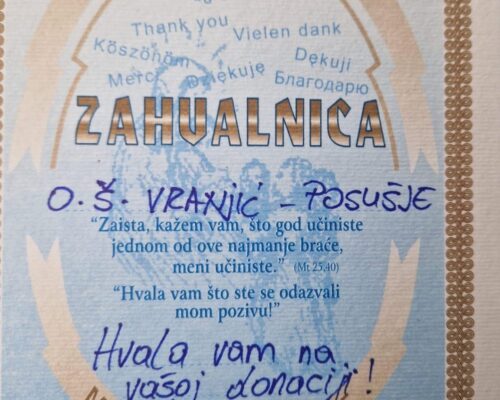 Thank you
Vielen dank
Köszönöm
Dękuji
Merci
Dziękuję
Благодарю
ZAHVALNICA
O.Š. VRANJIĆ - POSUŠJE
“Zaista, kažem vam, što god učiniste
jednom od ove najmanje braće,
meni učiniste.” (Mt 25,40)
“Hvala vam što ste se odazvali
mom pozivu!”
Hvala vam na
vašoj donaciji!